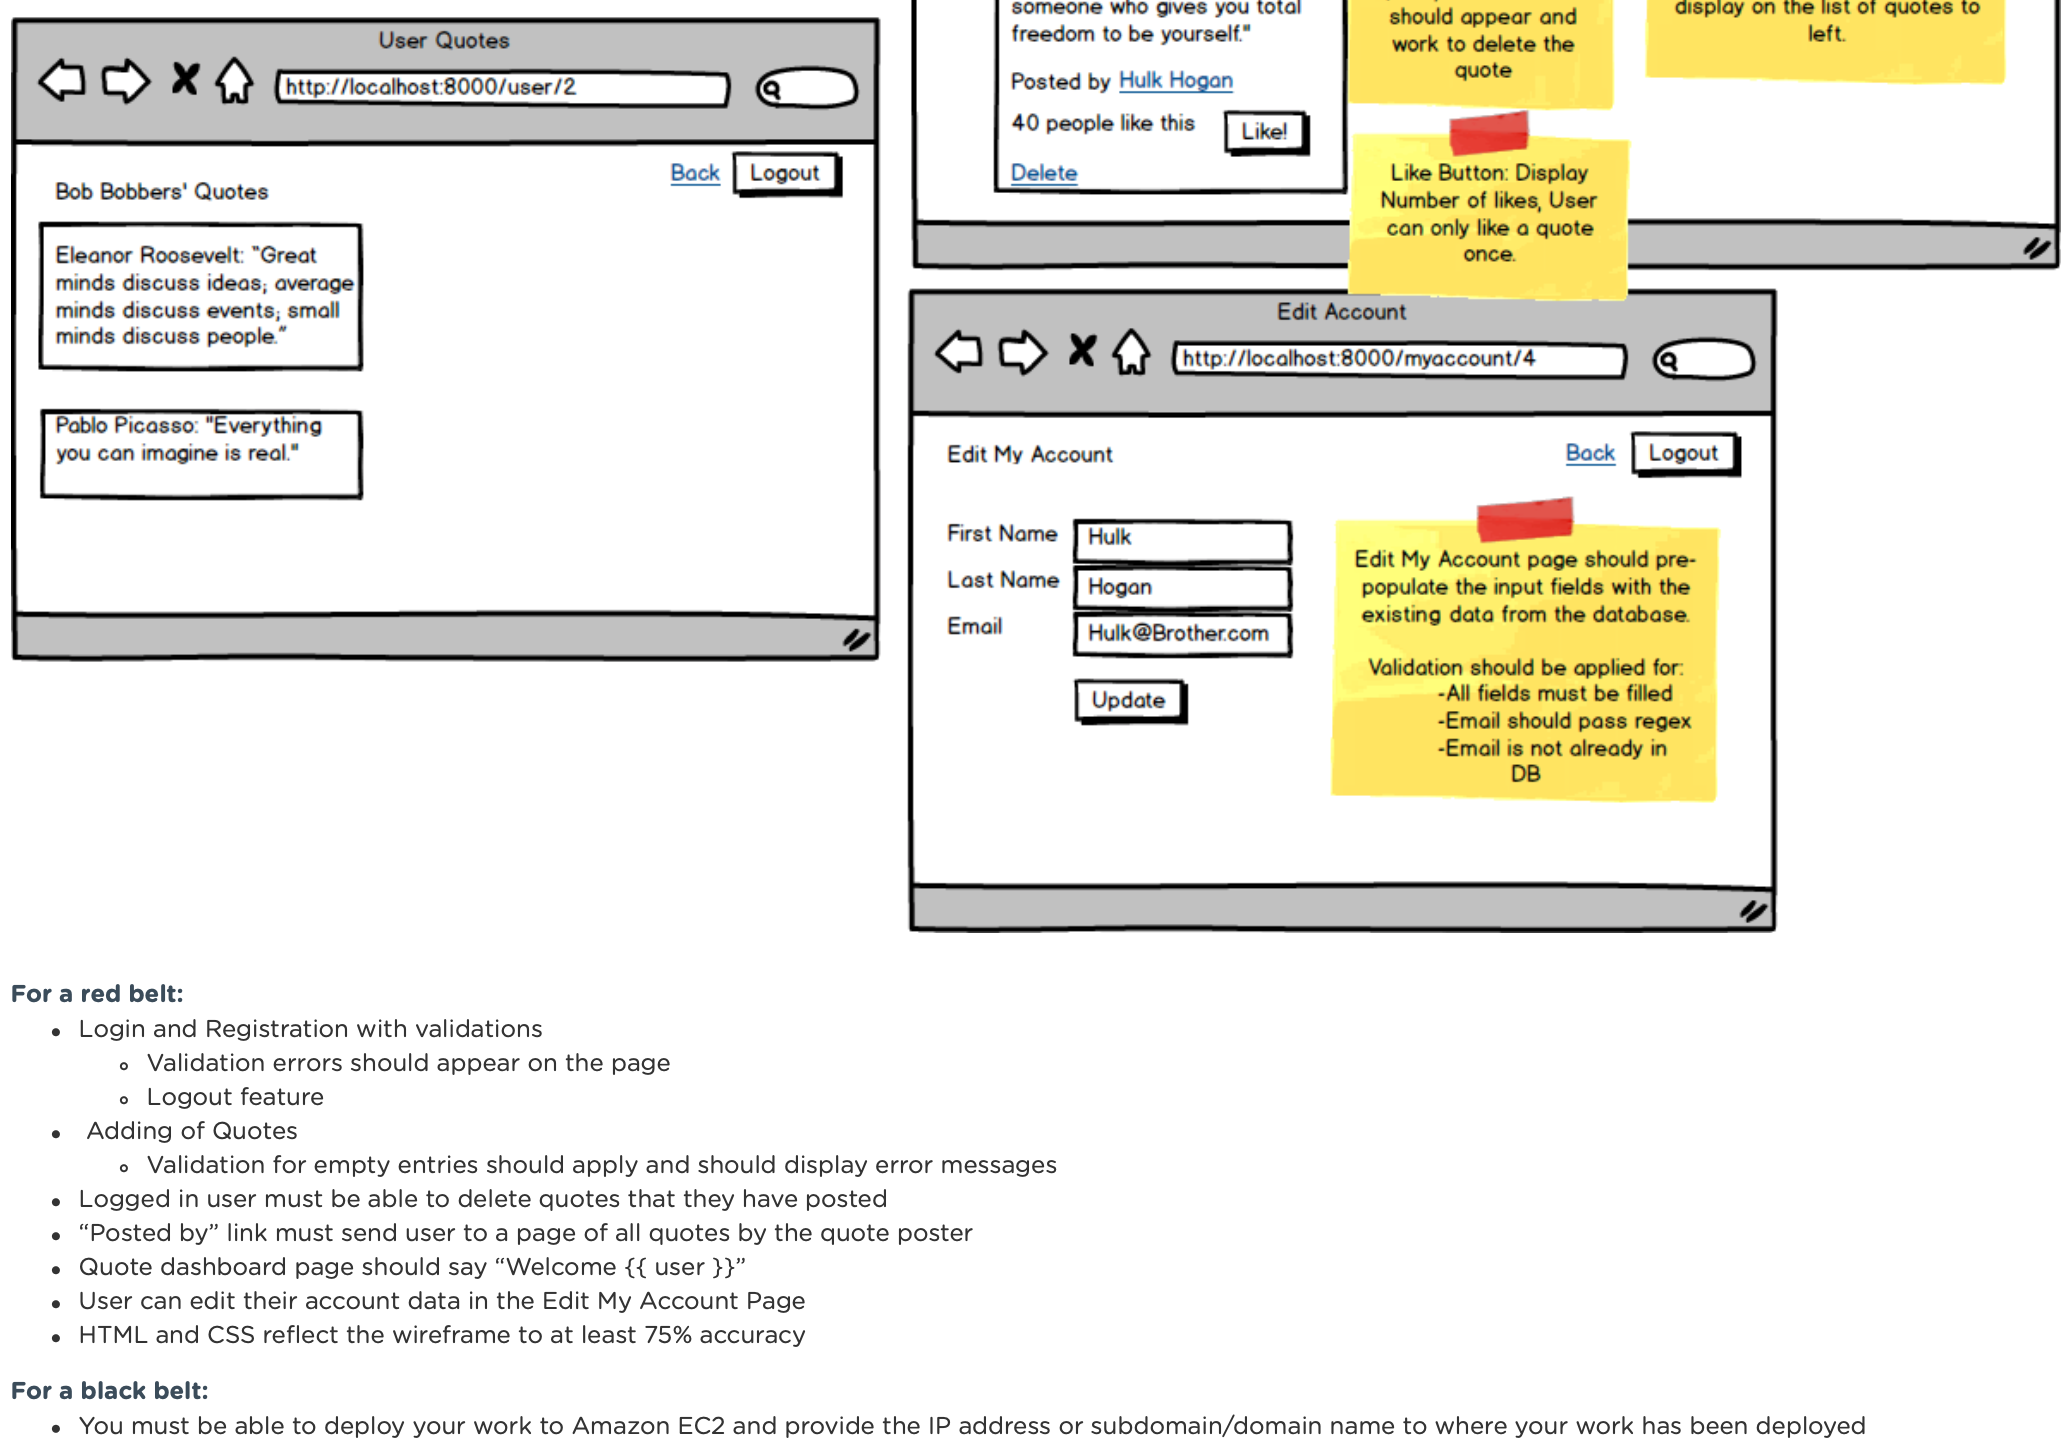 User Quotes
http://localhost:8000/user/2
Back
Logout
Bob Bobbers' Quotes
Eleanor Roosevelt: "Great
minds discuss ideas; average
minds discuss events; small
minds discuss people."
Pablo Picasso: "Everything
you can imagine is real."
someone who gives you total
freedom to be yourself."
Posted by Hulk Hogan
40 people like this
Like!
Delete
should appear and
work to delete the
quote
display on the list of quotes to
left.
Like Button: Display
Number of likes, User
can only like a quote
once.
Edit Account
http://localhost:8000/myaccount/4
Edit My Account
Back
Logout
First Name
Hulk
Last Name
Hogan
Email
Hulk@Brother.com
Update
Edit My Account page should pre-
populate the input fields with the
existing data from the database.
Validation should be applied for:
-All fields must be filled
-Email should pass regex
-Email is not already in
DB
For a red belt:
• Login and Registration with validations
◦ Validation errors should appear on the page
◦ Logout feature
• Adding of Quotes
◦ Validation for empty entries should apply and should display error messages
• Logged in user must be able to delete quotes that they have posted
• “Posted by” link must send user to a page of all quotes by the quote poster
• Quote dashboard page should say “Welcome {{ user }}”
• User can edit their account data in the Edit My Account Page
• HTML and CSS reflect the wireframe to at least 75% accuracy
For a black belt:
• You must be able to deploy your work to Amazon EC2 and provide the IP address or subdomain/domain name to where your work has been deployed